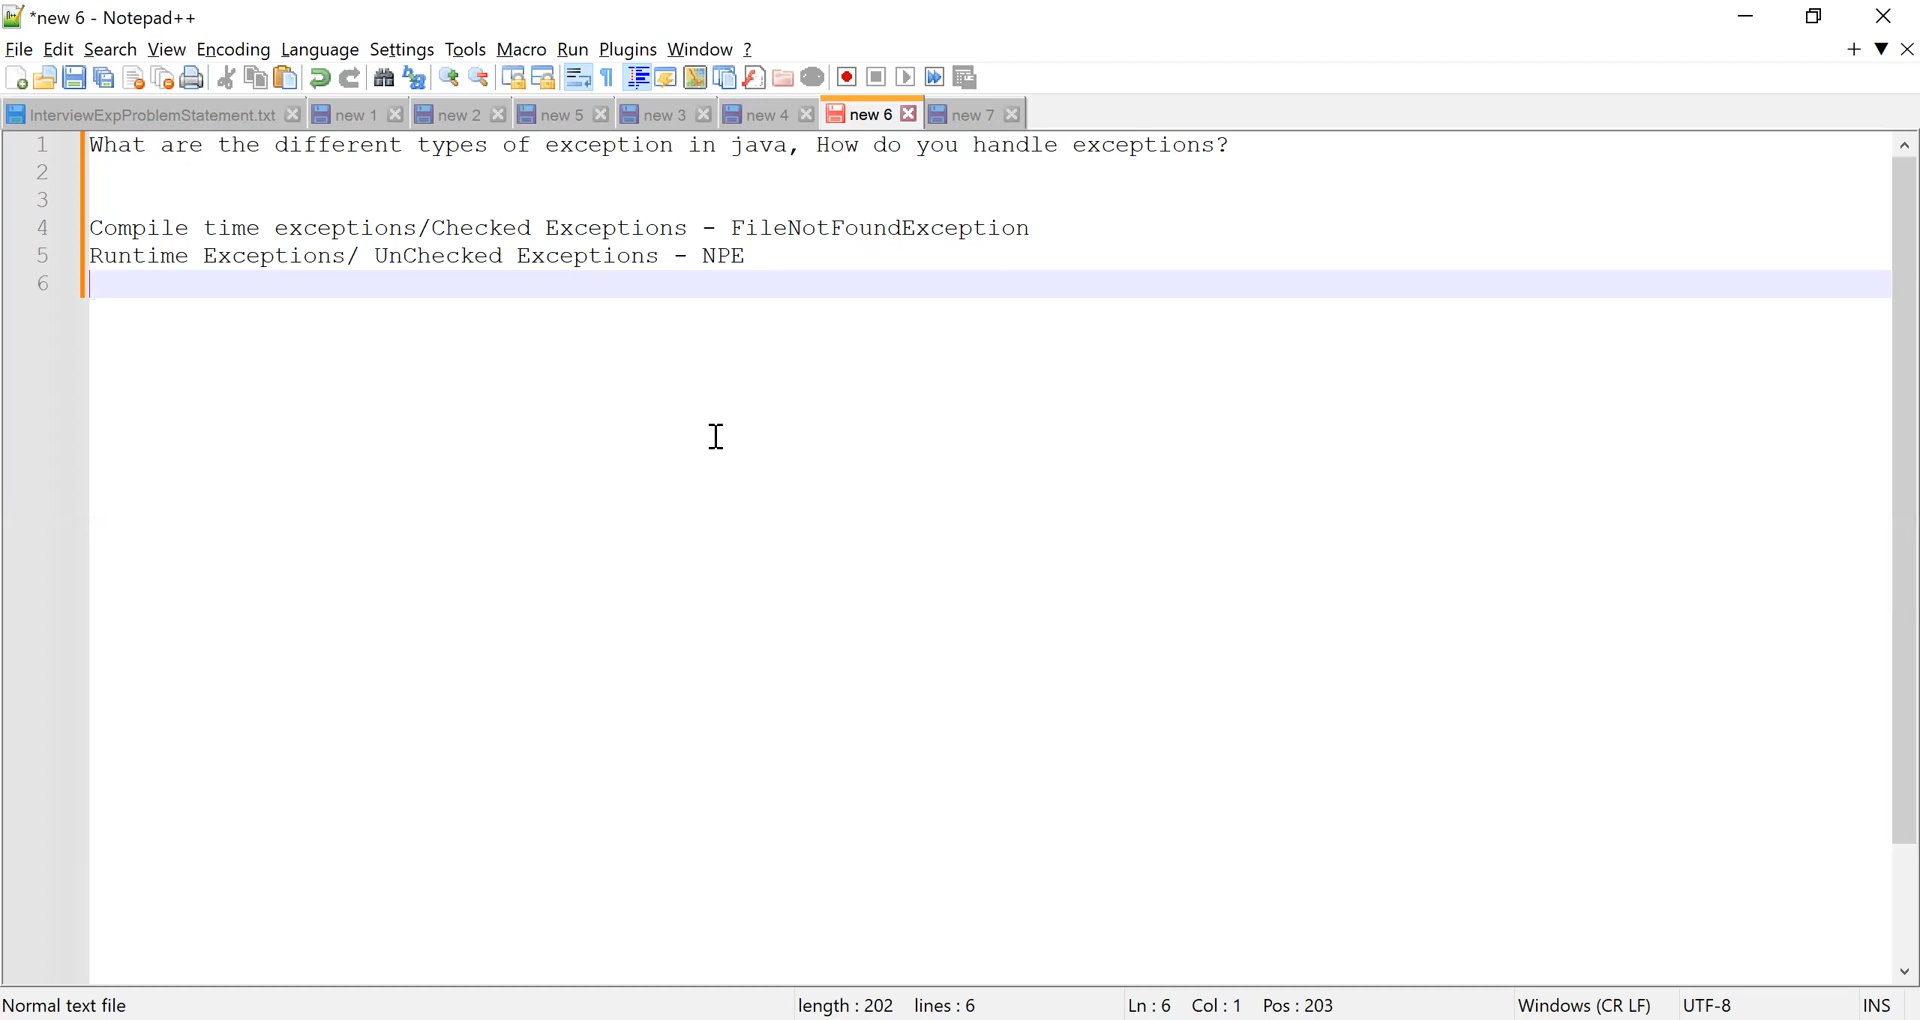 *new 6 - Notepad++
File Edit Search View Encoding Language Settings Tools Macro Run Plugins Window ?
InterviewExpProblemStatement.txt new 1 new 2 new 5 new 3 new 4 new 6 new 7
1 What are the different types of exception in java, How do you handle exceptions?
2
3
4 Compile time exceptions/Checked Exceptions - FileNotFoundException
5 Runtime Exceptions/ UnChecked Exceptions - NPE
6
Normal text file length : 202 lines : 6 Ln : 6 Col : 1 Pos : 203 Windows (CR LF) UTF-8 INS